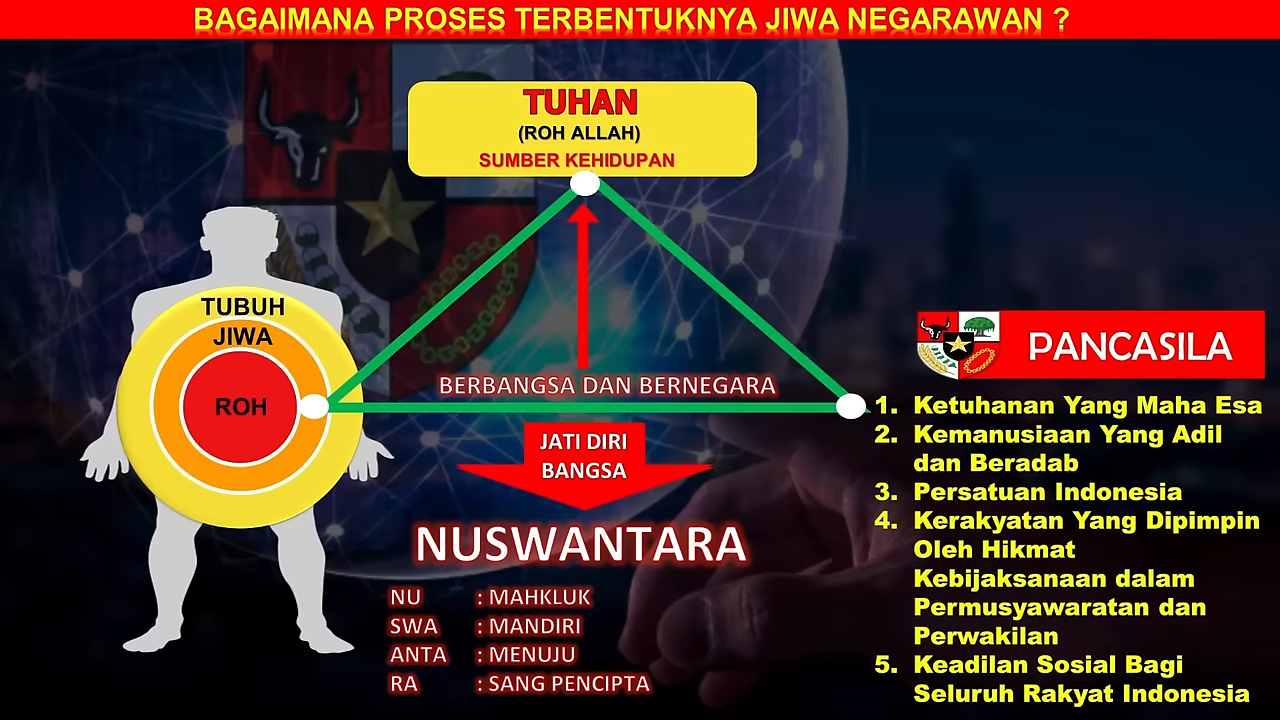 BAGAIMANA PROSES TERBENTUKNYA JIWA NEGARAWAN ?
TUHAN
(ROH ALLAH)
SUMBER KEHIDUPAN
TUBUH
JIWA
ROH
BERBANGSA DAN BERNEGARA
JATI DIRI
BANGSA
NUSWANTARA
NU : MAHKLUK
SWA : MANDIRI
ANTA : MENUJU
RA : SANG PENCIPTA
PANCASILA
1. Ketuhanan Yang Maha Esa
2. Kemanusiaan Yang Adil
dan Beradab
3. Persatuan Indonesia
4. Kerakyatan Yang Dipimpin
Oleh Hikmat
Kebijaksanaan dalam
Permusyawaratan dan
Perwakilan
5. Keadilan Sosial Bagi
Seluruh Rakyat Indonesia